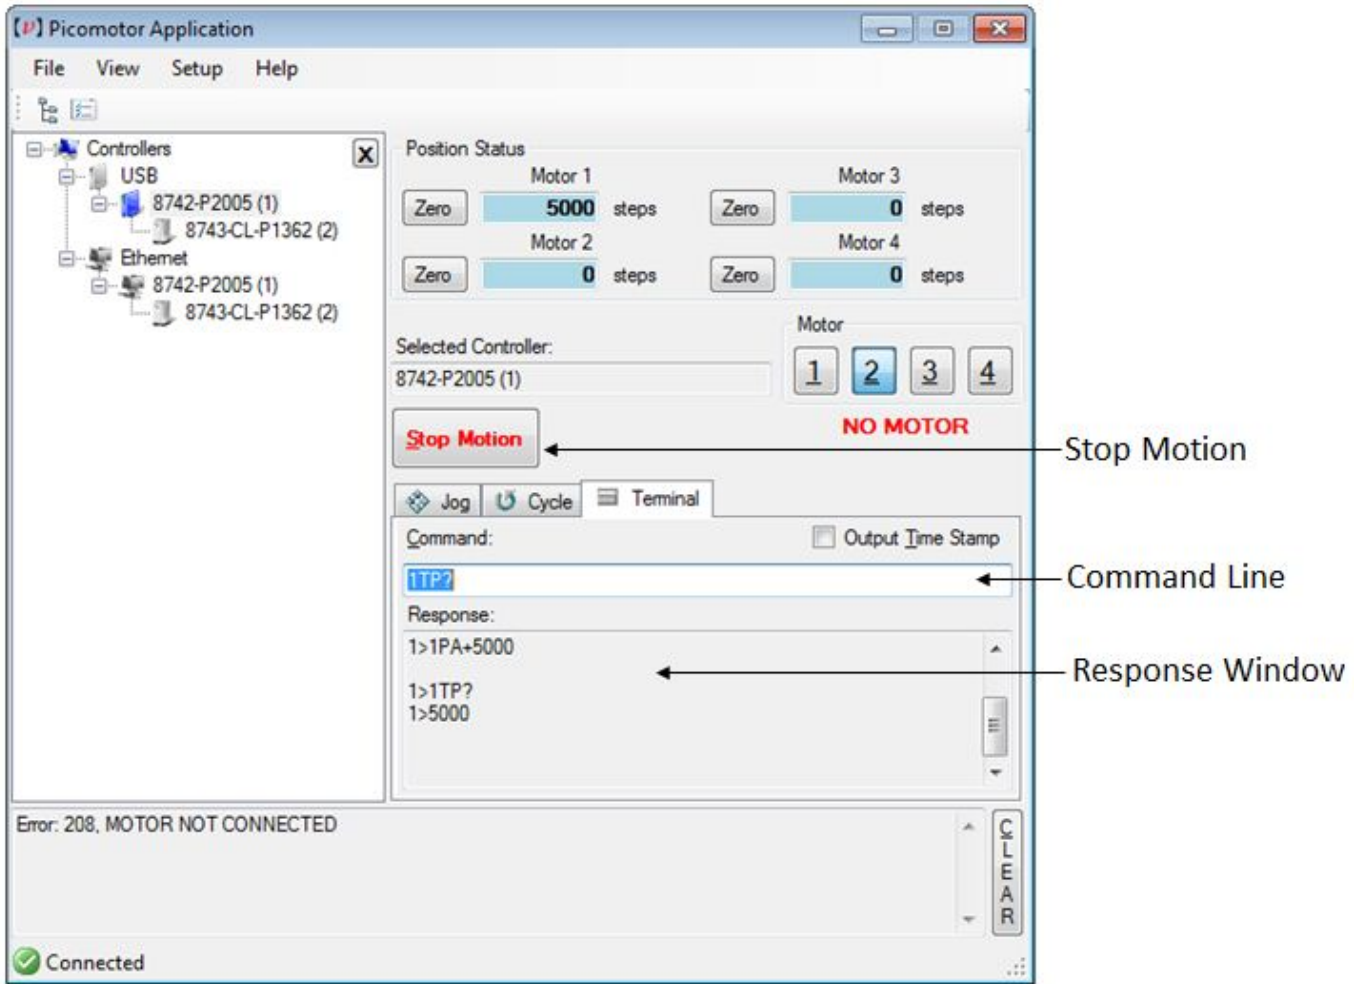 [ν] Picomotor Application
File View Setup Help
Controllers
X
USB
8742-P2005 (1)
8743-CL-P1362 (2)
Ethernet
8742-P2005 (1)
8743-CL-P1362 (2)
Position Status
Motor 1 Motor 3
Zero 5000 steps Zero 0 steps
Motor 2 Motor 4
Zero 0 steps Zero 0 steps
Motor
Selected Controller:
8742-P2005 (1)
1 2 3 4
NO MOTOR
Stop Motion
Stop Motion
Jog Cycle Terminal
Command: Output Time Stamp
1TP?
Command Line
Response:
1>1PA+5000
Response Window
1>1TP?
1>5000
Error: 208, MOTOR NOT CONNECTED
CLEAR
Connected